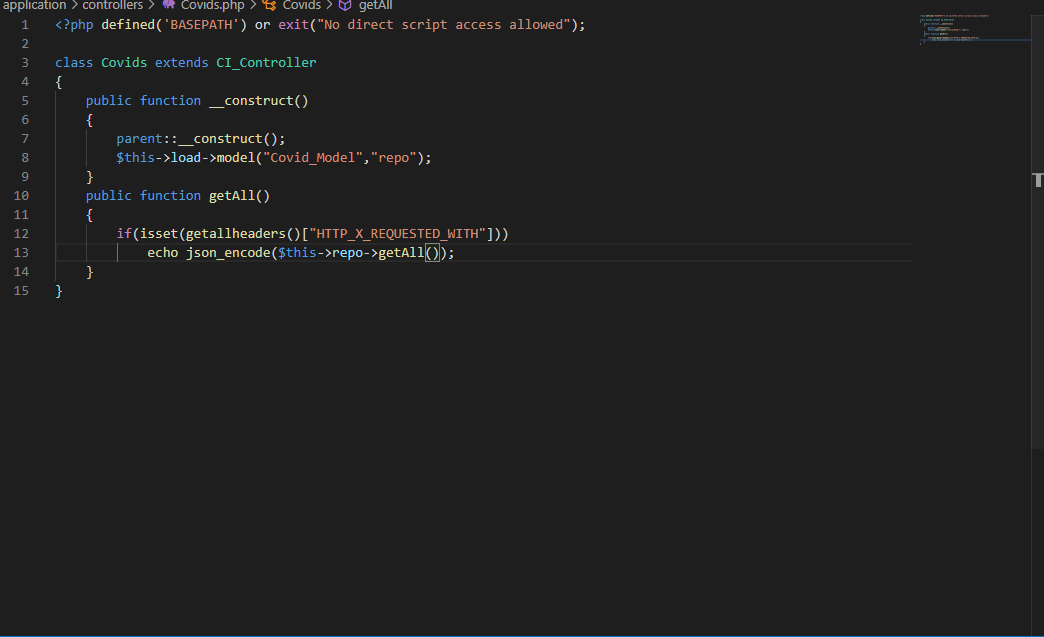 application > controllers > Covids.php > Covids > getAll
1 <?php defined('BASEPATH') or exit("No direct script access allowed");
2
3 class Covids extends CI_Controller
4 {
5 public function __construct()
6 {
7 parent::__construct();
8 $this->load->model("Covid_Model","repo");
9 }
10 public function getAll()
11 {
12 if(isset(getallheaders()["HTTP_X_REQUESTED_WITH"]))
13 echo json_encode($this->repo->getAll());
14 }
15 }